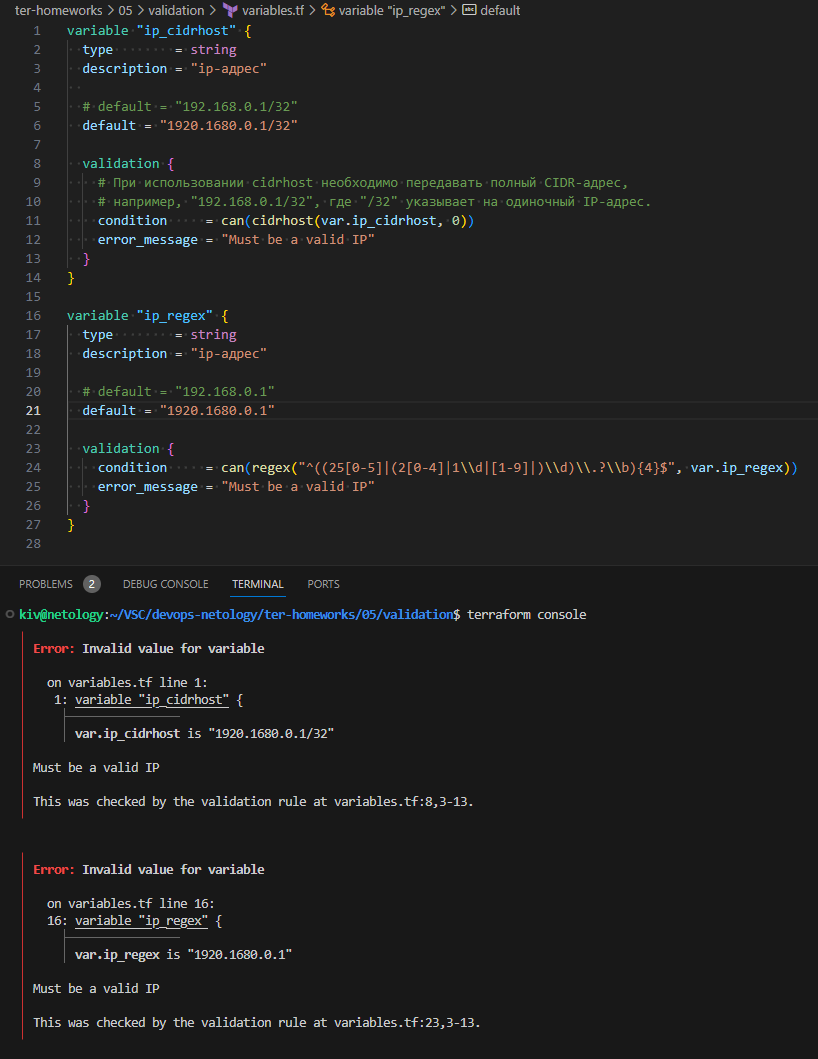 ter-homeworks > 05 > validation > variables.tf > variable "ip_regex" > default
1 variable "ip_cidrhost" {
2 type = string
3 description = "ip-адрес"
4
5 # default = "192.168.0.1/32"
6 default = "1920.1680.0.1/32"
7
8 validation {
9 # При использовании cidrhost необходимо передавать полный CIDR-адрес,
10 # например, "192.168.0.1/32", где "/32" указывает на одиночный IP-адрес.
11 condition = can(cidrhost(var.ip_cidrhost, 0))
12 error_message = "Must be a valid IP"
13 }
14 }
15
16 variable "ip_regex" {
17 type = string
18 description = "ip-адрес"
19
20 # default = "192.168.0.1"
21 default = "1920.1680.0.1"
22
23 validation {
24 condition = can(regex("^((25[0-5]|(2[0-4]|1\\d|[1-9]|)\\d)\\.?\\b){4}$", var.ip_regex))
25 error_message = "Must be a valid IP"
26 }
27 }
28
PROBLEMS 2 DEBUG CONSOLE TERMINAL PORTS
kiv@netology:~/VSC/devops-netology/ter-homeworks/05/validation$ terraform console
Error: Invalid value for variable
on variables.tf line 1:
1: variable "ip_cidrhost" {
var.ip_cidrhost is "1920.1680.0.1/32"
Must be a valid IP
This was checked by the validation rule at variables.tf:8,3-13.
Error: Invalid value for variable
on variables.tf line 16:
16: variable "ip_regex" {
var.ip_regex is "1920.1680.0.1"
Must be a valid IP
This was checked by the validation rule at variables.tf:23,3-13.